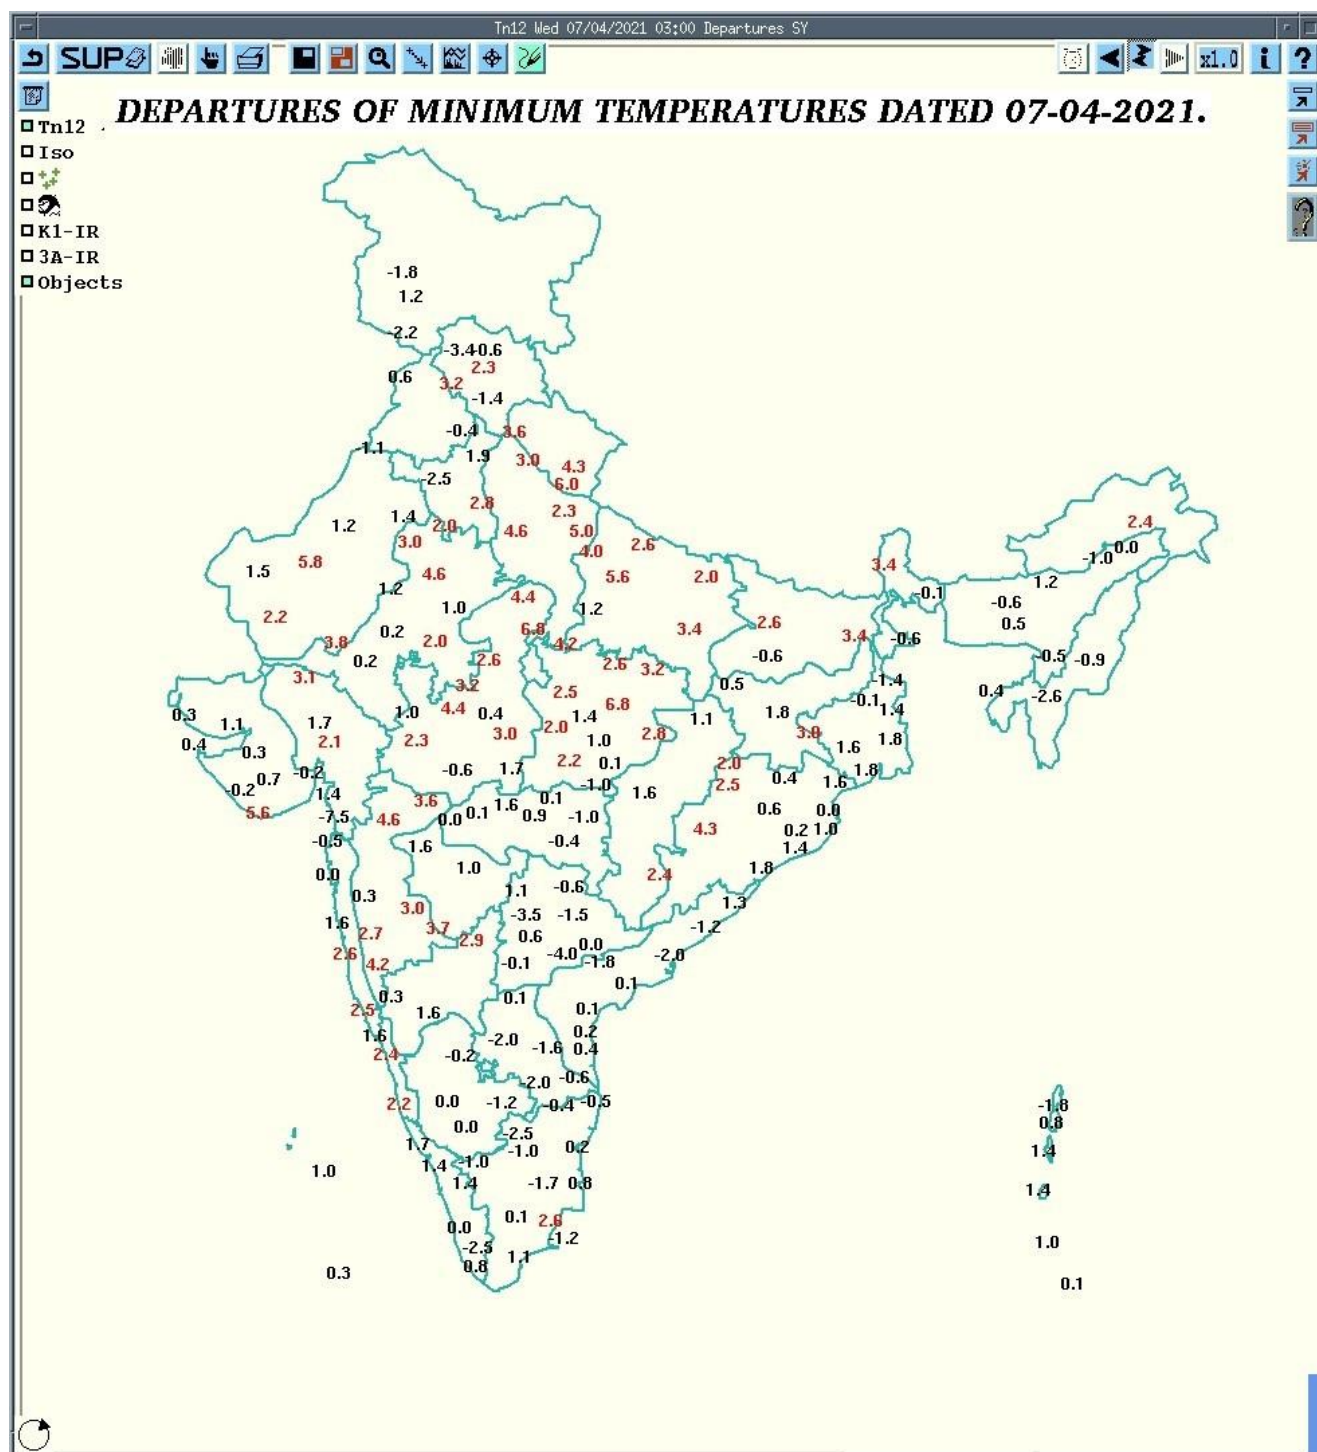 Tn12 Wed 07/04/2021 03:00 Departures SY
SUP
x1.0
i
?
DEPARTURES OF MINIMUM TEMPERATURES DATED 07-04-2021.
Tn12
Iso
K1-IR
3A-IR
Objects
-1.8
1.2
-2.2
-3.4 -0.6
2.3
0.6 3.2
-1.4
-0.4 3.6
-1.1 1.9 3.0 4.3
-2.5 6.0
2.8 2.3
1.2 1.4 2.0 4.6 5.0 2.4
3.0 4.0 2.6 -1.0 0.0
1.5 5.8 4.6 5.6 2.0 3.4
1.2 4.4 -0.1 1.2
2.2 1.0 1.2 2.6 -0.6 0.5
0.2 6.8 3.4 3.4
3.8 2.0 4.2 -0.6
0.2 2.6 2.6 3.2 -0.6 -0.5 -0.9
3.1 3.2 2.5 0.5 -1.4 0.4 -2.6
0.3 1.0 4.4 0.4 6.8 -0.1
1.1 1.7 1.4 1.1 1.8 1.4
0.4 2.1 2.3 3.0 2.0 1.0 2.8 3.0 1.6 1.8
0.3
-0.2 0.7 -0.2 -0.6 1.7 2.2 0.1 2.0 0.4 1.8
1.4 -1.0 1.6 2.5 1.6
5.6 -7.5 4.6 3.6 0.0 0.1 1.6 0.1 0.9 -1.0 0.6 0.0
-0.5 1.6 -0.4 4.3 0.2 1.0
0.0 1.0 2.4 1.8 1.4
0.3 1.1 -0.6 1.3
1.6 3.0 -3.5 -1.5 -1.2
2.7 3.7 2.9 0.6 0.0
2.6 4.2 -0.1 -4.0 -1.8 -2.0
0.3 0.1 0.1
2.5 1.6 0.1
1.6 -2.0 0.2
2.4 -0.2 -1.6 0.4
-2.0 -0.6
2.2 0.0 -1.2 -0.4 -0.5 -1.8
0.0 -2.5 0.8
1.7 -1.0 0.2 1.4
1.0 1.4 -1.0
1.4 -1.7 0.8 1.4
0.0 0.1 2.6
-2.5 -1.2 1.0
0.3 0.8 1.1 0.1